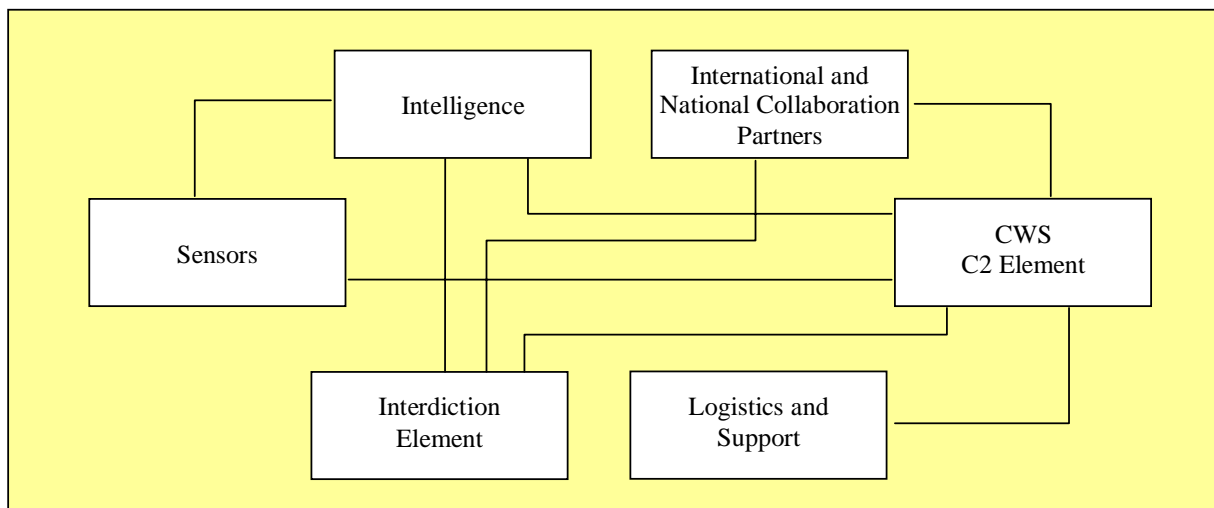 Intelligence
International and
National Collaboration
Partners
Sensors
CWS
C2 Element
Interdiction
Element
Logistics and
Support